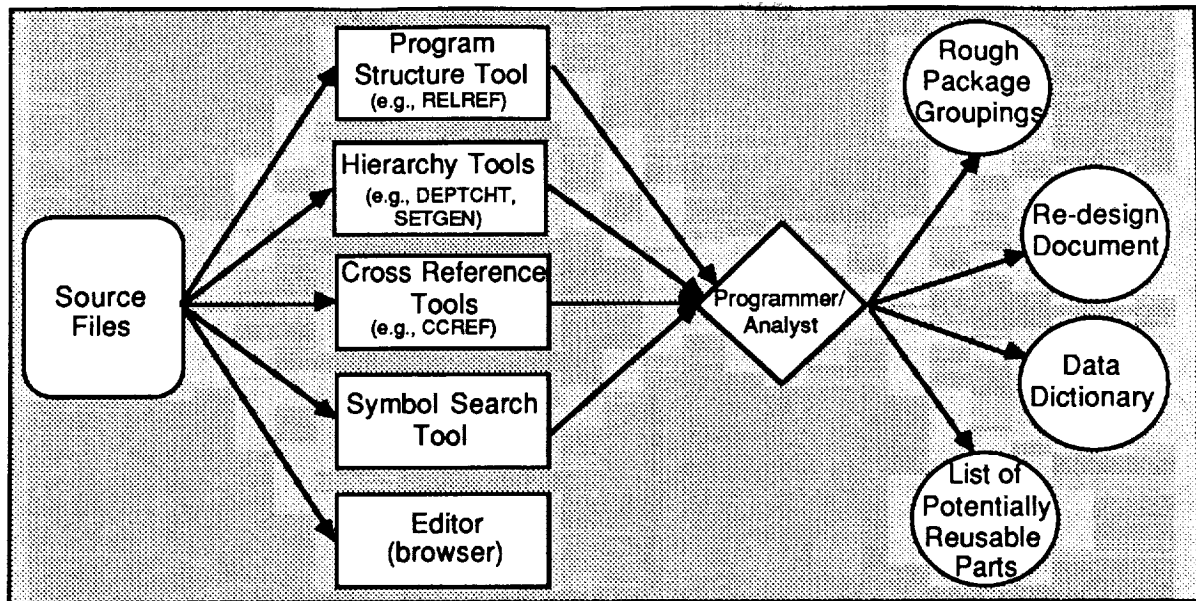 Source
Files
Program
Structure Tool
(e.g., RELREF)
Hierarchy Tools
(e.g., DEPTCHT,
SETGEN)
Cross Reference
Tools
(e.g., CCREF)
Symbol Search
Tool
Editor
(browser)
Programmer/
Analyst
Rough
Package
Groupings
Re-design
Document
Data
Dictionary
List of
Potentially
Reusable
Parts